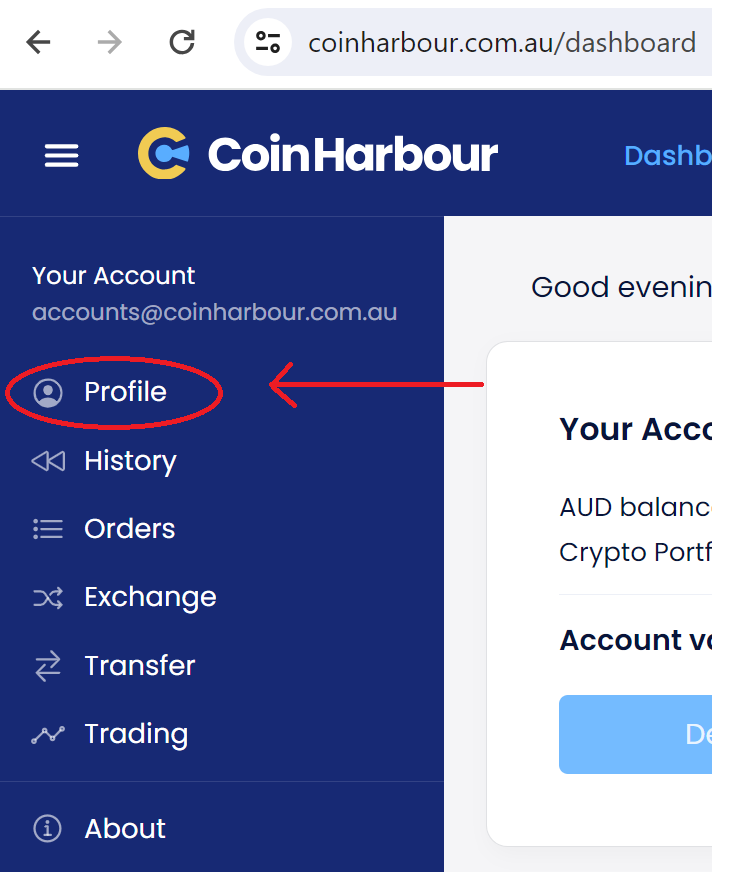 coinharbour.com.au/dashboard
CoinHarbour
Your Account
accounts@coinharbour.com.au
Profile
History
Orders
Exchange
Transfer
Trading
About
Dashb
Good evenin
Your Acco
AUD balanc
Crypto Portf
Account va
De